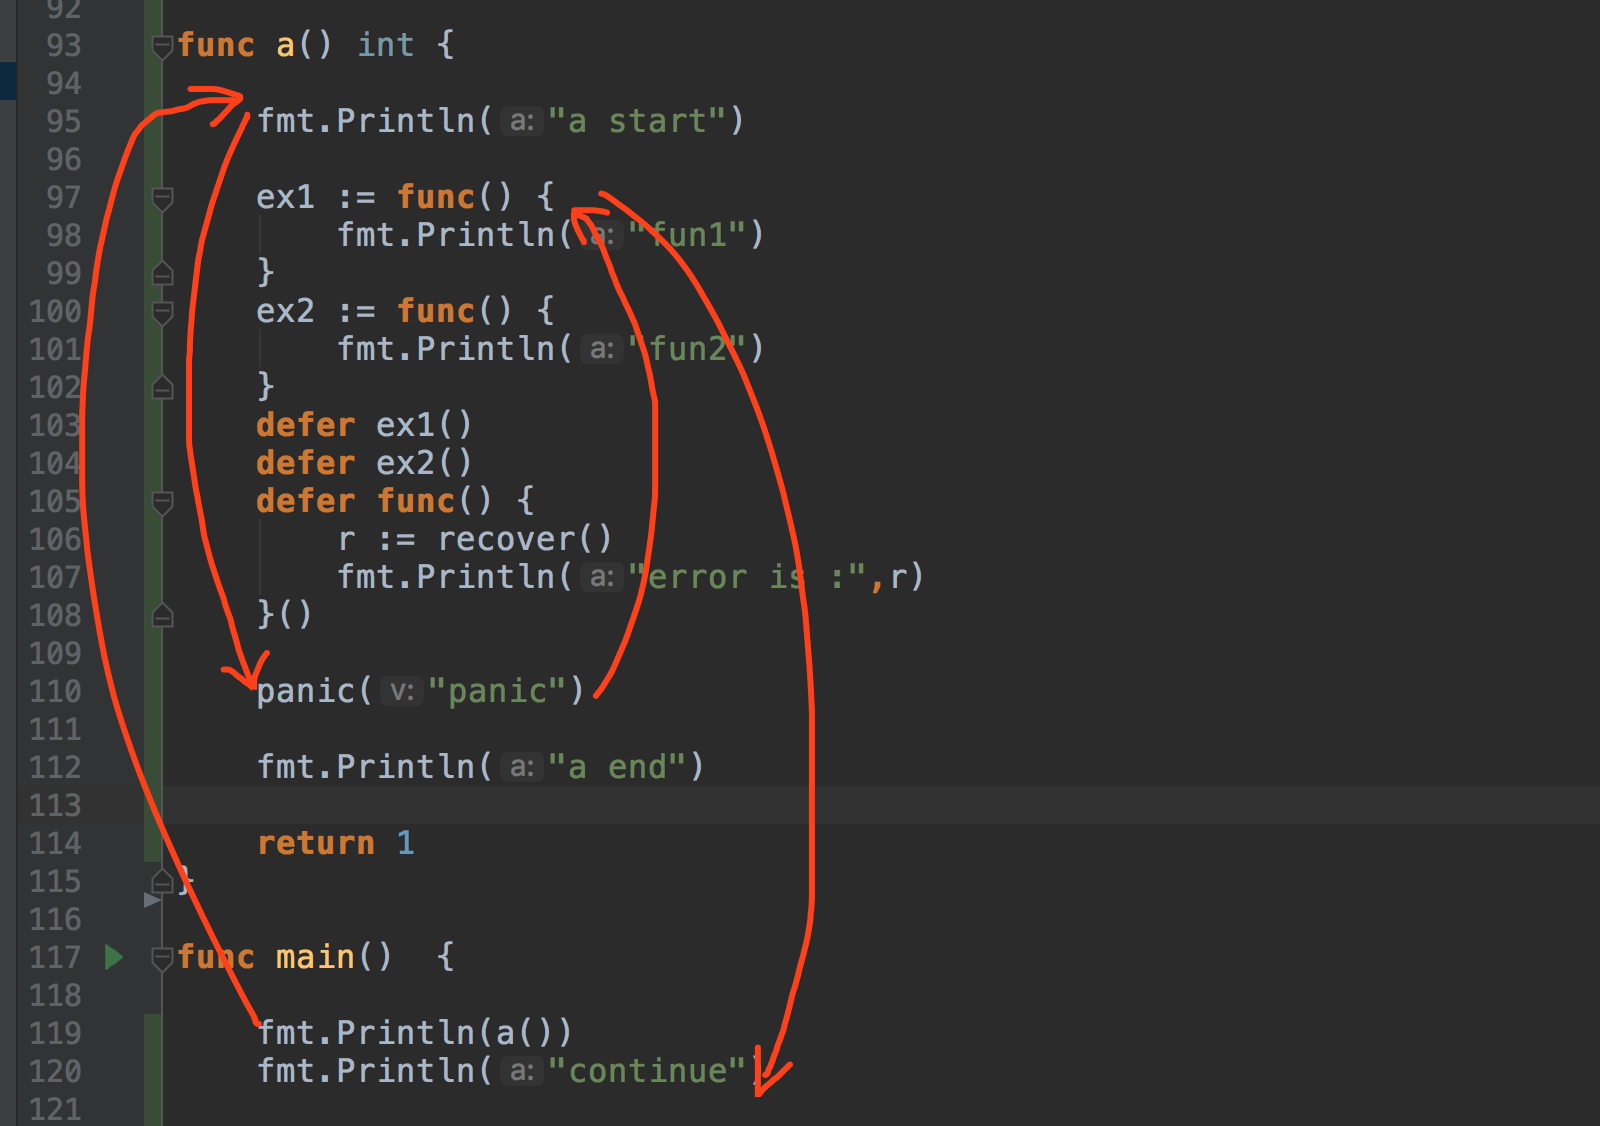 92
93 func a() int {
94
95 fmt.Println( a: "a start")
96
97 ex1 := func() {
98 fmt.Println( a: "fun1")
99 }
100 ex2 := func() {
101 fmt.Println( a: "fun2")
102 }
103 defer ex1()
104 defer ex2()
105 defer func() {
106 r := recover()
107 fmt.Println( a: "error is :",r)
108 }()
109
110 panic( v: "panic")
111
112 fmt.Println( a: "a end")
113
114 return 1
115 }
116
117 func main()  {
118
119 fmt.Println(a())
120 fmt.Println( a: "continue")
121